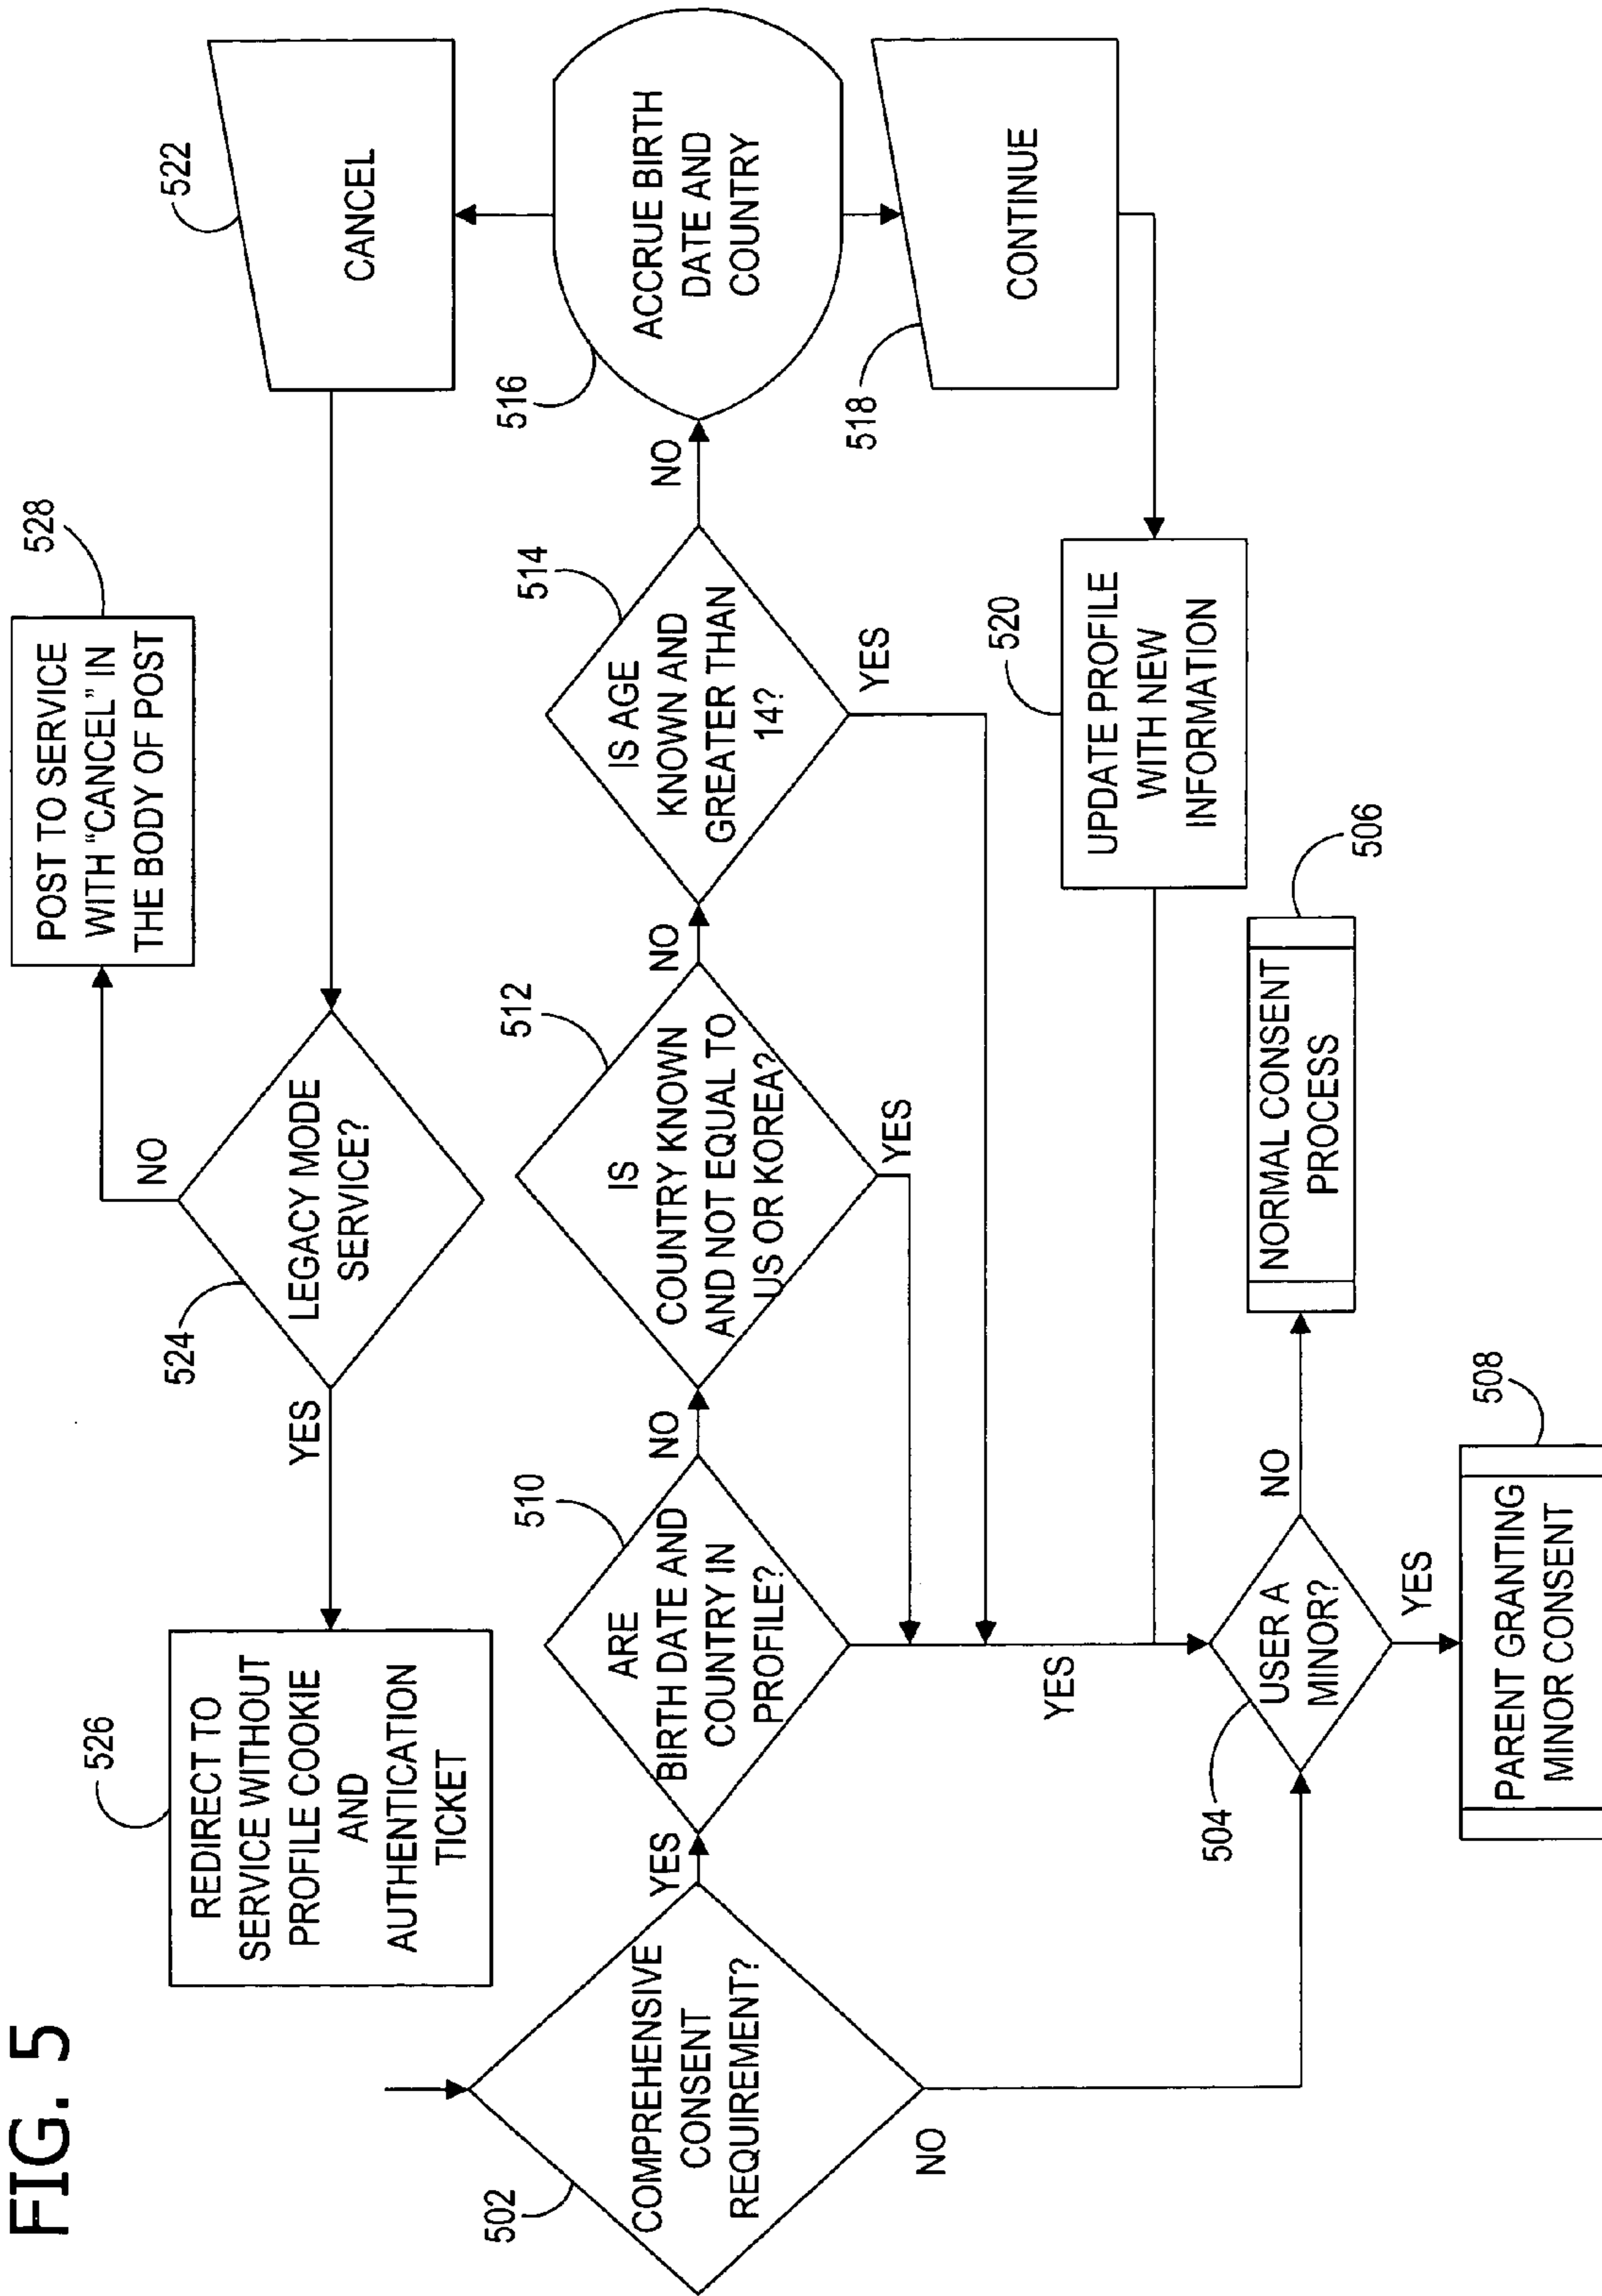 FIG. 5
526
REDIRECT TO
SERVICE WITHOUT
PROFILE COOKIE
AND
AUTHENTICATION
TICKET
YES
524
LEGACY MODE
SERVICE?
NO
528
POST TO SERVICE
WITH "CANCEL" IN
THE BODY OF POST
522
CANCEL
502
COMPREHENSIVE
CONSENT
REQUIREMENT?
YES
NO
510
ARE
BIRTH DATE AND
COUNTRY IN
PROFILE?
NO
YES
512
IS
COUNTRY KNOWN
AND NOT EQUAL TO
US OR KOREA?
NO
YES
514
IS AGE
KNOWN AND
GREATER THAN
14?
NO
YES
516
ACCRUE BIRTH
DATE AND
COUNTRY
518
CONTINUE
520
UPDATE PROFILE
WITH NEW
INFORMATION
504
USER A
MINOR?
NO
YES
506
NORMAL CONSENT
PROCESS
508
PARENT GRANTING
MINOR CONSENT